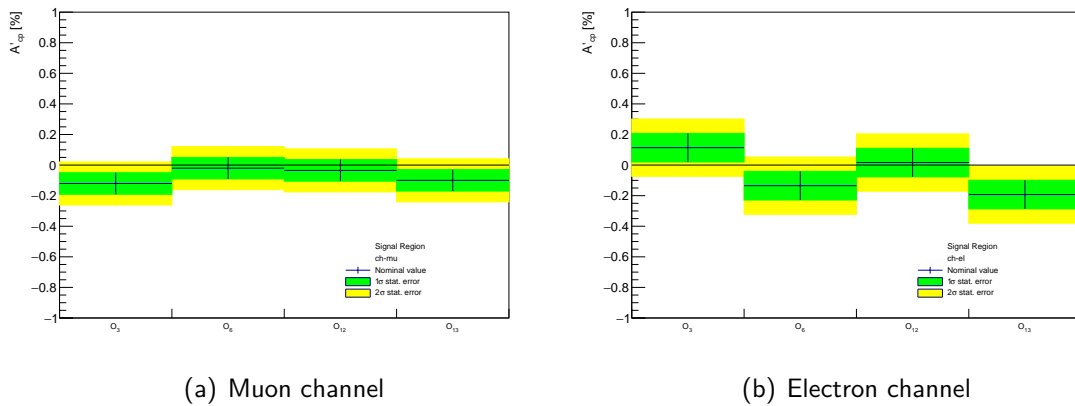 A'cp [%]
1
0.8
0.6
0.4
0.2
0
−0.2
−0.4
−0.6
−0.8
−1
Signal Region
ch-mu
Nominal value
1σ stat. error
2σ stat. error
O3 O6 O12 O13
(a) Muon channel
A'cp [%]
1
0.8
0.6
0.4
0.2
0
−0.2
−0.4
−0.6
−0.8
−1
Signal Region
ch-el
Nominal value
1σ stat. error
2σ stat. error
O3 O6 O12 O13
(b) Electron channel